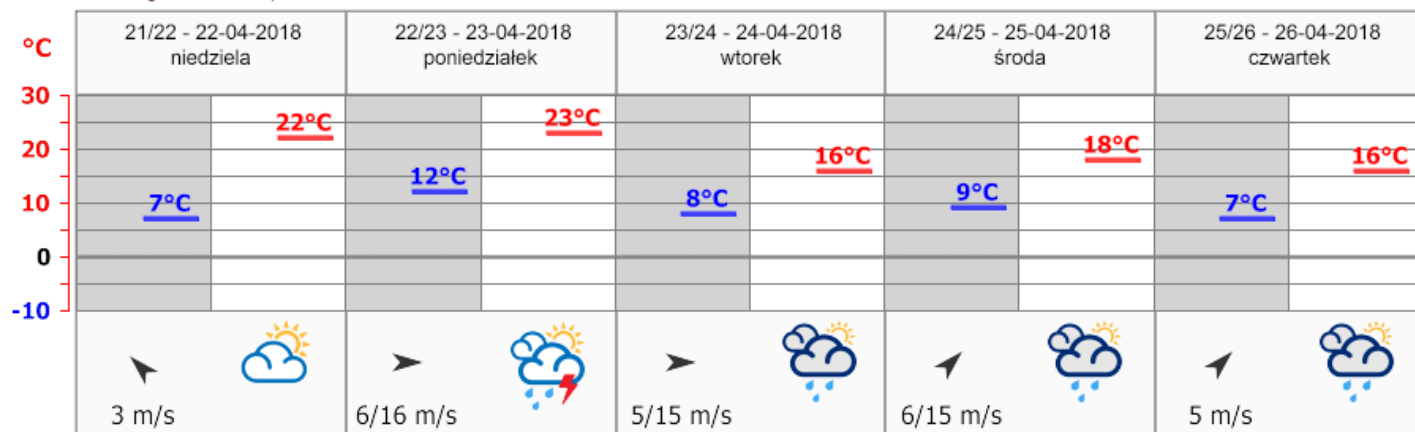 °C
21/22 - 22-04-2018
niedziela
22/23 - 23-04-2018
poniedziałek
23/24 - 24-04-2018
wtorek
24/25 - 25-04-2018
środa
25/26 - 26-04-2018
czwartek
30
20
10
0
-10
7°C
22°C
12°C
23°C
8°C
16°C
9°C
18°C
7°C
16°C
3 m/s
6/16 m/s
5/15 m/s
6/15 m/s
5 m/s